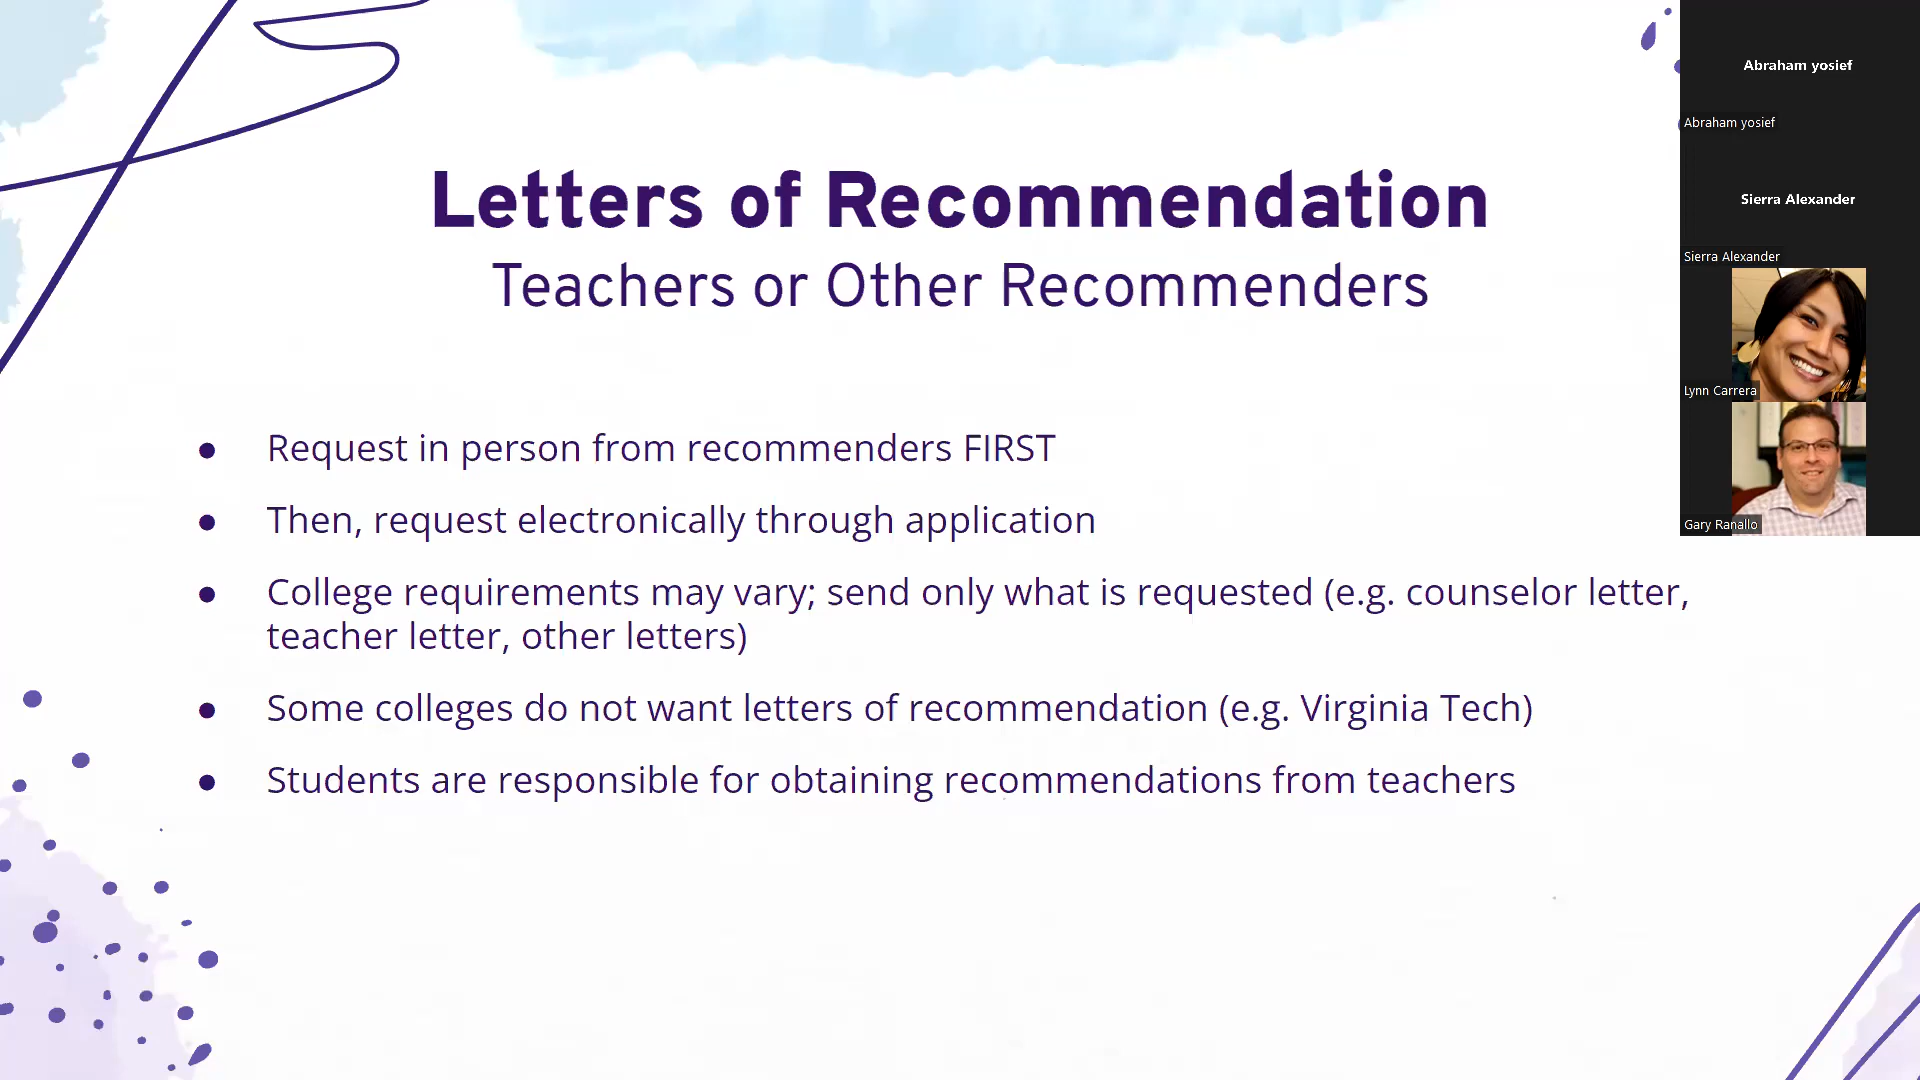 Letters of Recommendation
Teachers or Other Recommenders
● Request in person from recommenders FIRST
● Then, request electronically through application
● College requirements may vary; send only what is requested (e.g. counselor letter,
teacher letter, other letters)
● Some colleges do not want letters of recommendation (e.g. Virginia Tech)
● Students are responsible for obtaining recommendations from teachers
Abraham yosief
Abraham yosief
Sierra Alexander
Sierra Alexander
Lynn Carrera
Gary Ranallo